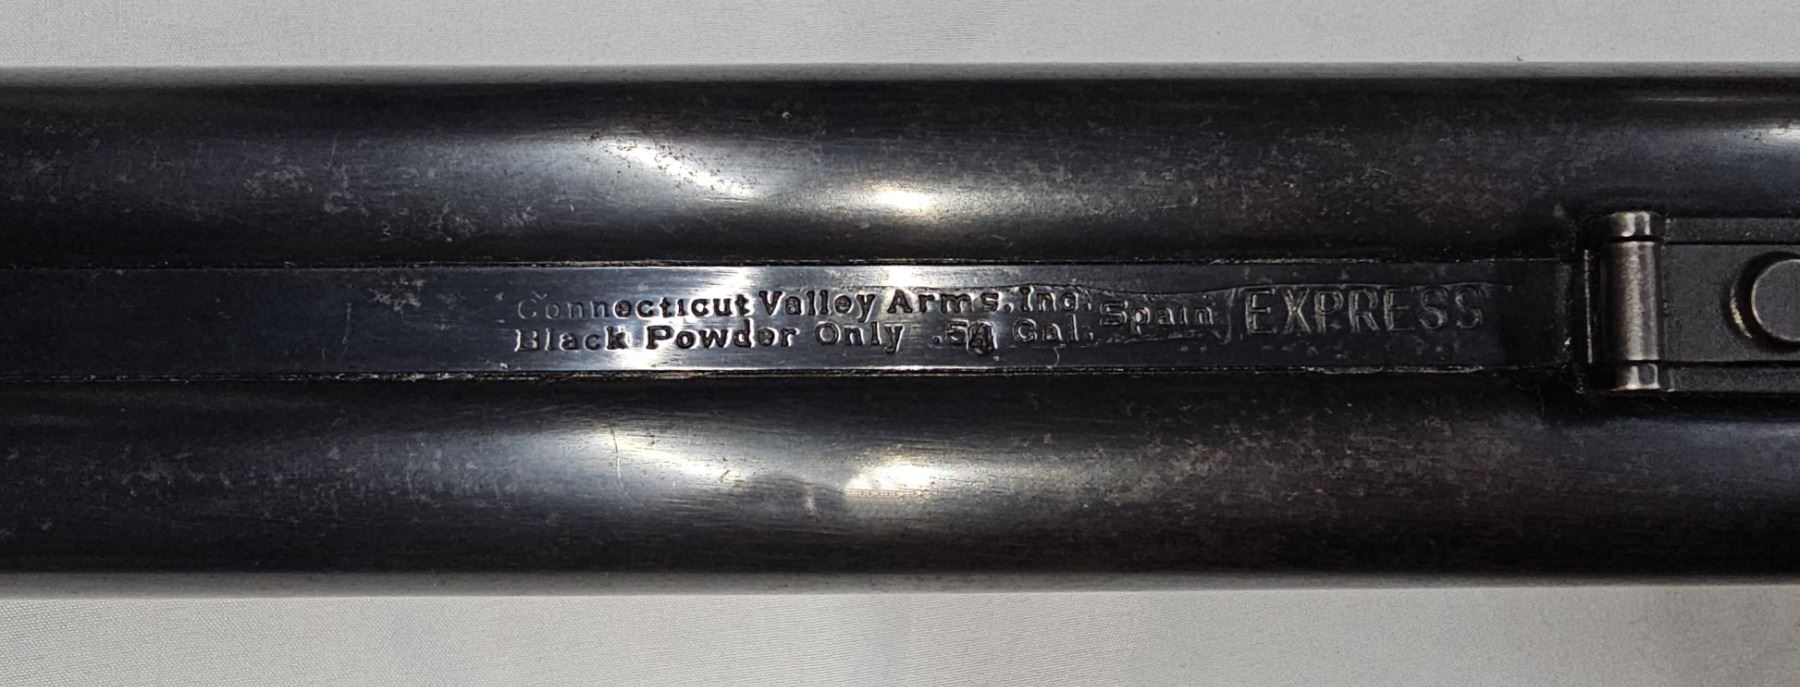 Connecticut Valley Arms, Inc. Spain EXPRESS
Black Powder Only .54 Cal.